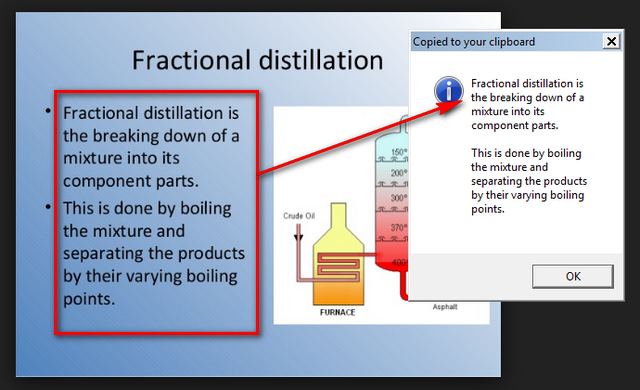 Fractional distillation
• Fractional distillation is
the breaking down of a
mixture into its
component parts.
• This is done by boiling
the mixture and
separating the products
by their varying boiling
points.
Crude Oil
FURNACE
150°
200°
300°
370°
400°
Asphalt
Copied to your clipboard
Fractional distillation is
the breaking down of a
mixture into its
component parts.
This is done by boiling
the mixture and
separating the products
by their varying boiling
points.
OK